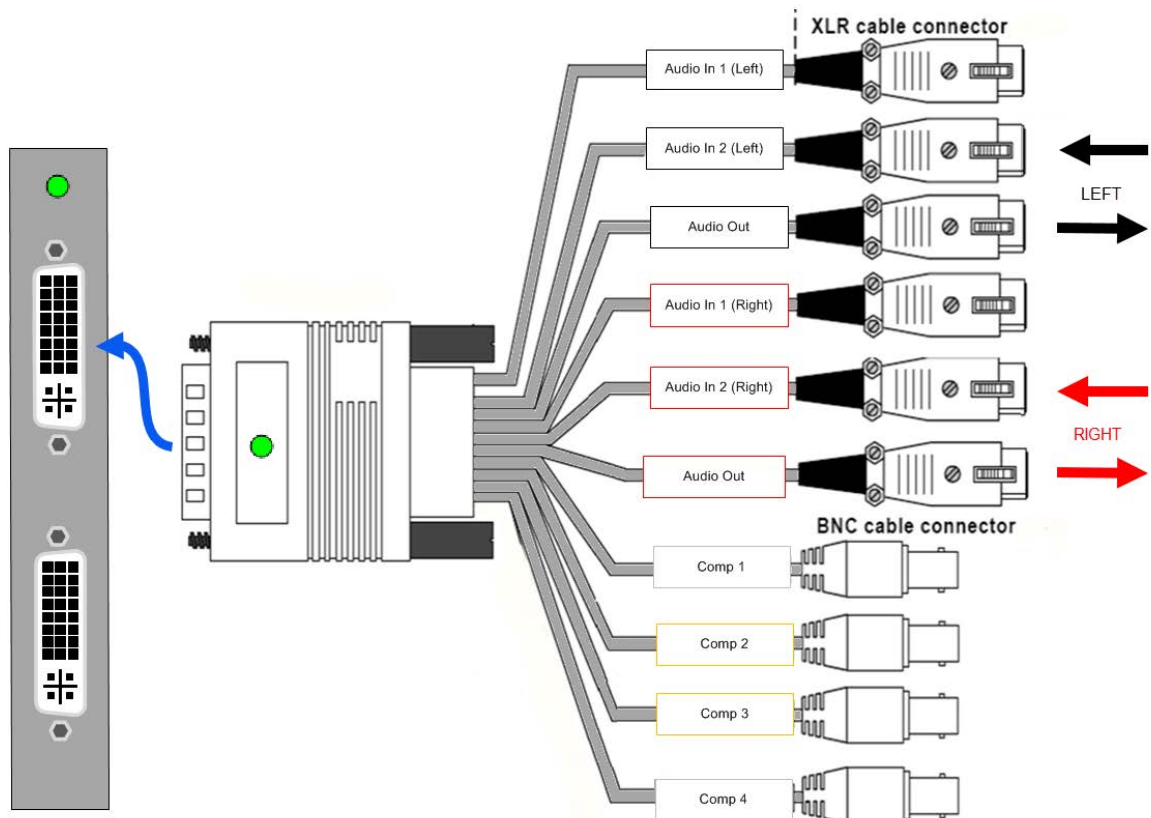 XLR cable connector
Audio In 1 (Left)
Audio In 2 (Left)
LEFT
Audio Out
Audio In 1 (Right)
Audio In 2 (Right)
RIGHT
Audio Out
BNC cable connector
Comp 1
Comp 2
Comp 3
Comp 4